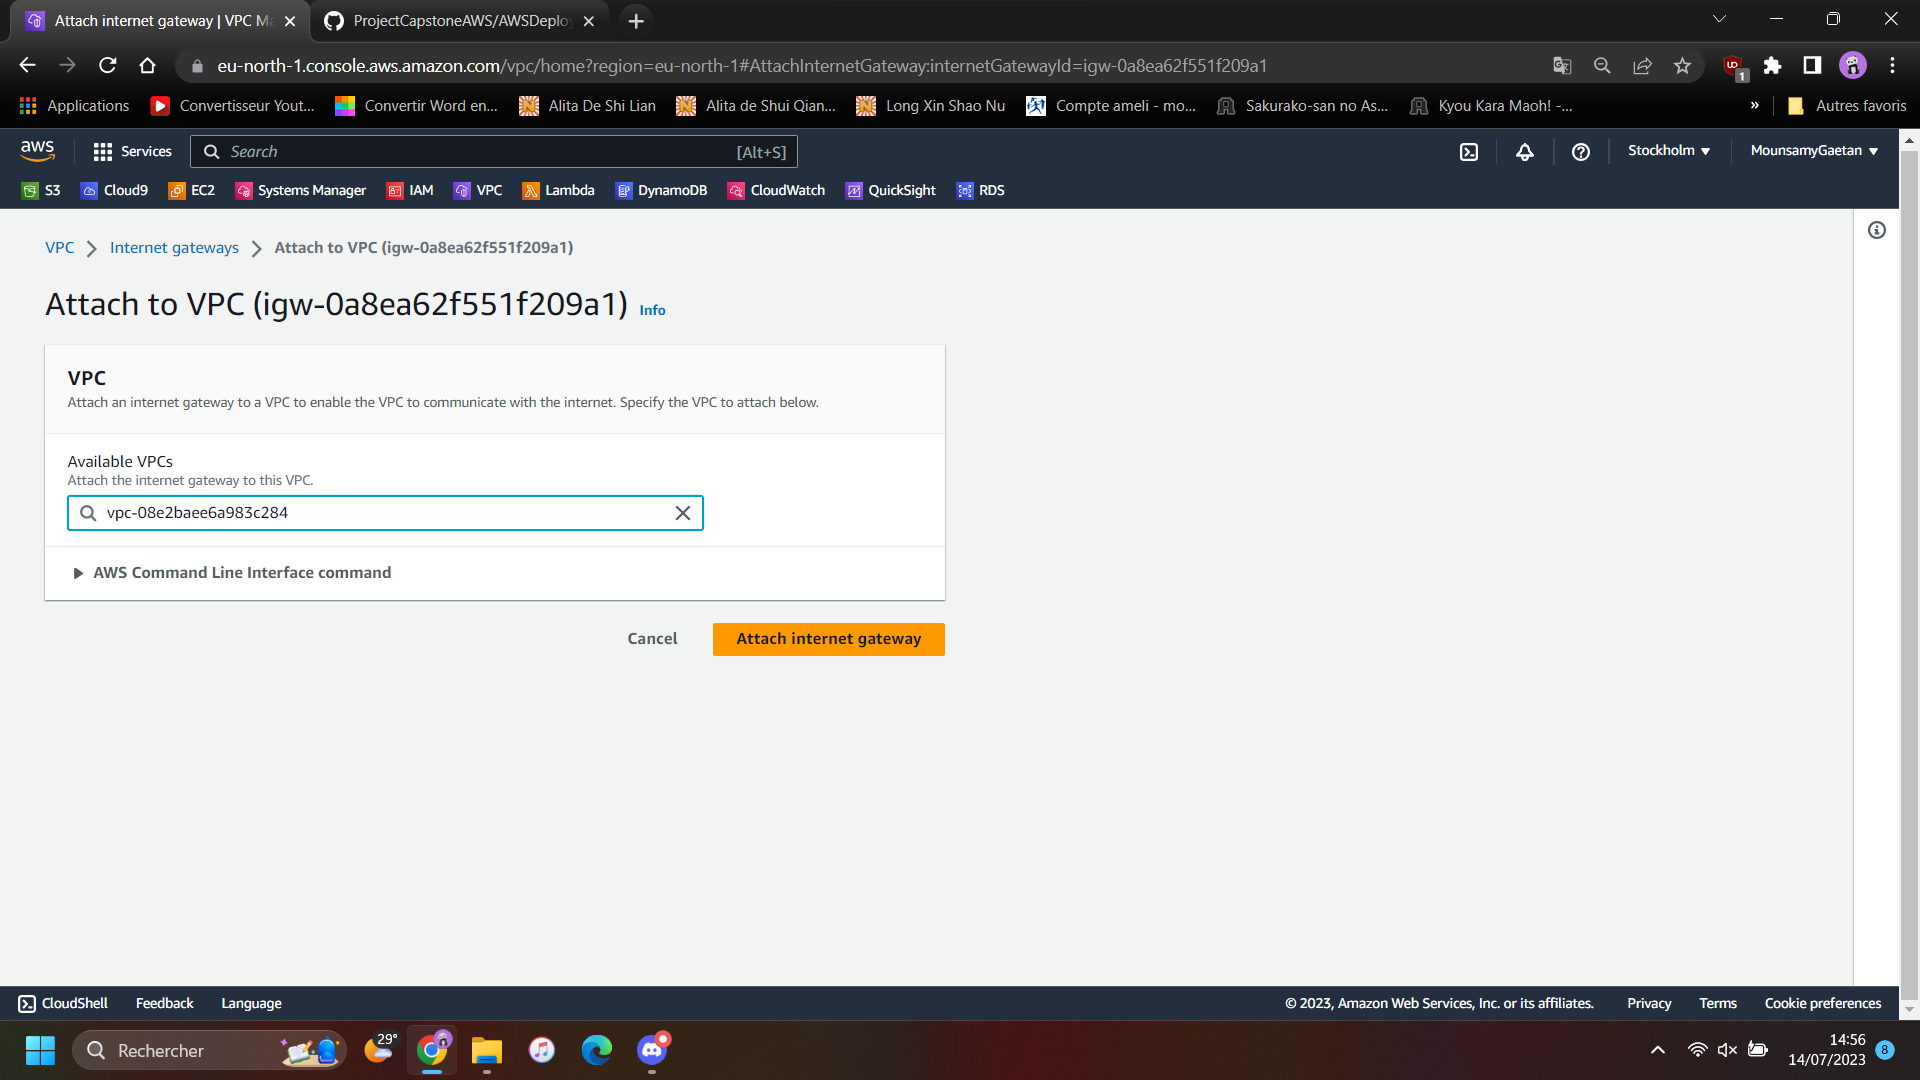 Attach internet gateway | VPC Ma
ProjectCapstoneAWS/AWSDeploy
eu-north-1.console.aws.amazon.com/vpc/home?region=eu-north-1#AttachInternetGateway:internetGatewayId=igw-0a8ea62f551f209a1
1
Applications
Convertisseur Yout...
Convertir Word en...
Alita De Shi Lian
Alita de Shui Qian...
Long Xin Shao Nu
Compte ameli - mo...
Sakurako-san no As...
Kyou Kara Maoh! -...
»
Autres favoris
aws
Services
Search
[Alt+S]
Stockholm
MounsamyGaetan
S3
Cloud9
EC2
Systems Manager
IAM
VPC
Lambda
DynamoDB
CloudWatch
QuickSight
RDS
VPC
Internet gateways
Attach to VPC (igw-0a8ea62f551f209a1)
Attach to VPC (igw-0a8ea62f551f209a1) Info
VPC
Attach an internet gateway to a VPC to enable the VPC to communicate with the internet. Specify the VPC to attach below.
Available VPCs
Attach the internet gateway to this VPC.
vpc-08e2baee6a983c284
AWS Command Line Interface command
Cancel
Attach internet gateway
CloudShell
Feedback
Language
© 2023, Amazon Web Services, Inc. or its affiliates.
Privacy
Terms
Cookie preferences
Rechercher
29°
14:56
14/07/2023
8